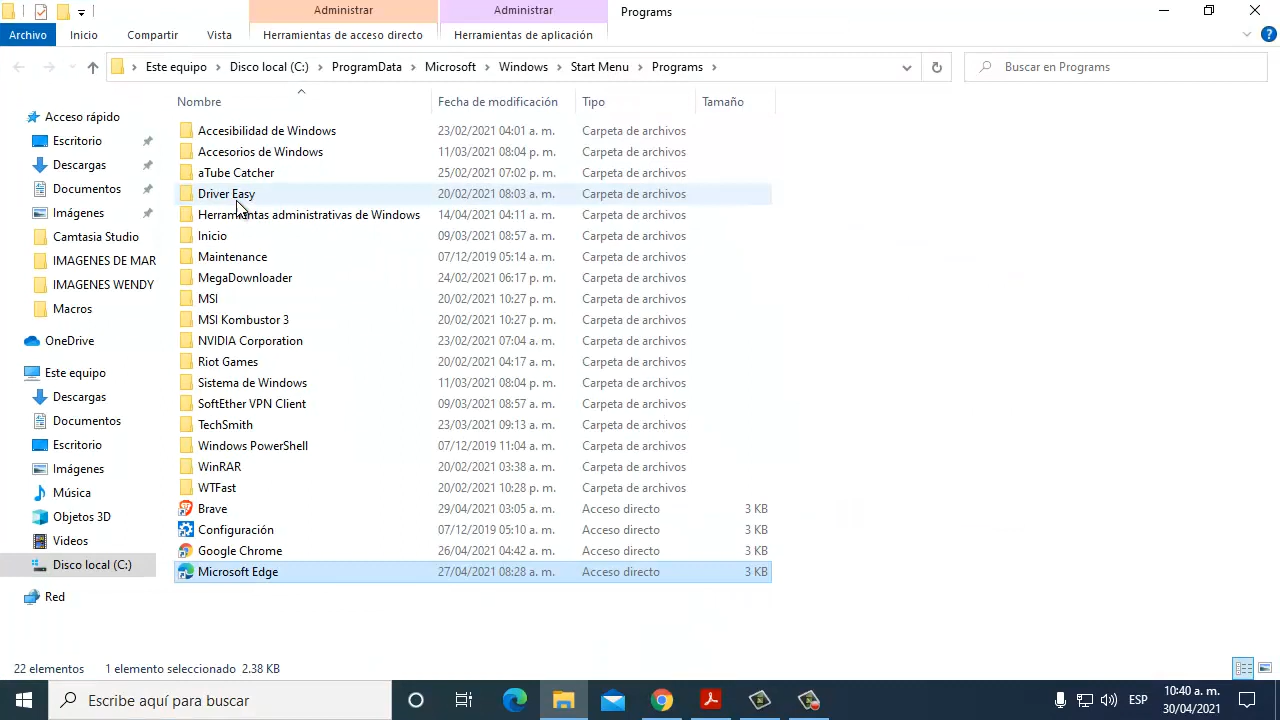 Administrar Administrar Programs
Archivo Inicio Compartir Vista Herramientas de acceso directo Herramientas de aplicación
Este equipo Disco local (C:) ProgramData Microsoft Windows Start Menu Programs Buscar en Programs
Nombre Fecha de modificación Tipo Tamaño
Acceso rápido
Escritorio
Descargas
Documentos
Imágenes
Camtasia Studio
IMAGENES DE MAR
IMAGENES WENDY
Macros
OneDrive
Este equipo
Descargas
Documentos
Escritorio
Imágenes
Música
Objetos 3D
Videos
Disco local (C:)
Red
Accesibilidad de Windows 23/02/2021 04:01 a. m. Carpeta de archivos
Accesorios de Windows 11/03/2021 08:04 p. m. Carpeta de archivos
aTube Catcher 25/02/2021 07:02 p. m. Carpeta de archivos
Driver Easy 20/02/2021 08:03 a. m. Carpeta de archivos
Herramientas administrativas de Windows 14/04/2021 04:11 a. m. Carpeta de archivos
Inicio 09/03/2021 08:57 a. m. Carpeta de archivos
Maintenance 07/12/2019 05:14 a. m. Carpeta de archivos
MegaDownloader 24/02/2021 06:17 p. m. Carpeta de archivos
MSI 20/02/2021 10:27 p. m. Carpeta de archivos
MSI Kombustor 3 20/02/2021 10:27 p. m. Carpeta de archivos
NVIDIA Corporation 23/02/2021 07:04 a. m. Carpeta de archivos
Riot Games 20/02/2021 04:17 a. m. Carpeta de archivos
Sistema de Windows 11/03/2021 08:04 p. m. Carpeta de archivos
SoftEther VPN Client 09/03/2021 08:57 a. m. Carpeta de archivos
TechSmith 23/03/2021 09:13 a. m. Carpeta de archivos
Windows PowerShell 07/12/2019 11:04 a. m. Carpeta de archivos
WinRAR 20/02/2021 03:38 a. m. Carpeta de archivos
WTFast 20/02/2021 10:28 p. m. Carpeta de archivos
Brave 29/04/2021 03:05 a. m. Acceso directo 3 KB
Configuración 07/12/2019 05:10 a. m. Acceso directo 3 KB
Google Chrome 26/04/2021 04:42 a. m. Acceso directo 3 KB
Microsoft Edge 27/04/2021 08:28 a. m. Acceso directo 3 KB
22 elementos 1 elemento seleccionado 2.38 KB
Escribe aquí para buscar ESP 10:40 a. m.
30/04/2021